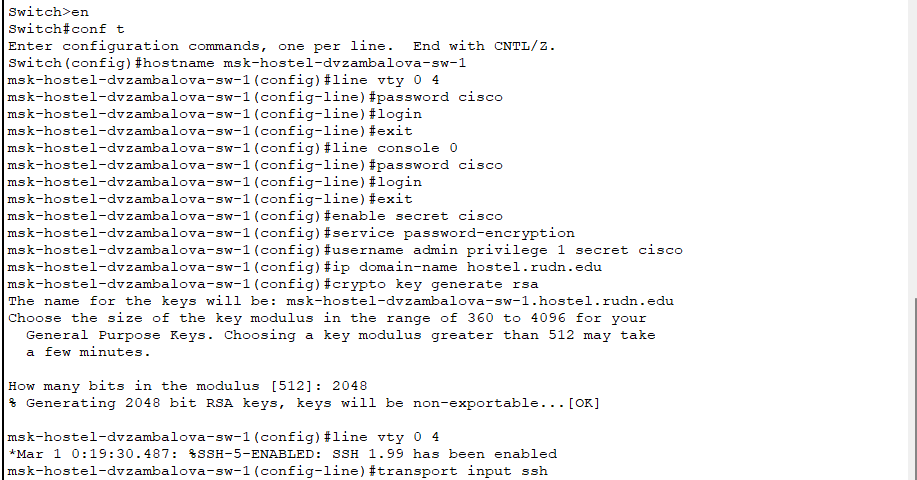 Switch>en
Switch#conf t
Enter configuration commands, one per line.  End with CNTL/Z.
Switch(config)#hostname msk-hostel-dvzambalova-sw-1
msk-hostel-dvzambalova-sw-1(config)#line vty 0 4
msk-hostel-dvzambalova-sw-1(config-line)#password cisco
msk-hostel-dvzambalova-sw-1(config-line)#login
msk-hostel-dvzambalova-sw-1(config-line)#exit
msk-hostel-dvzambalova-sw-1(config)#line console 0
msk-hostel-dvzambalova-sw-1(config-line)#password cisco
msk-hostel-dvzambalova-sw-1(config-line)#login
msk-hostel-dvzambalova-sw-1(config-line)#exit
msk-hostel-dvzambalova-sw-1(config)#enable secret cisco
msk-hostel-dvzambalova-sw-1(config)#service password-encryption
msk-hostel-dvzambalova-sw-1(config)#username admin privilege 1 secret cisco
msk-hostel-dvzambalova-sw-1(config)#ip domain-name hostel.rudn.edu
msk-hostel-dvzambalova-sw-1(config)#crypto key generate rsa
The name for the keys will be: msk-hostel-dvzambalova-sw-1.hostel.rudn.edu
Choose the size of the key modulus in the range of 360 to 4096 for your
  General Purpose Keys. Choosing a key modulus greater than 512 may take
  a few minutes.

How many bits in the modulus [512]: 2048
% Generating 2048 bit RSA keys, keys will be non-exportable...[OK]

msk-hostel-dvzambalova-sw-1(config)#line vty 0 4
*Mar 1 0:19:30.487: %SSH-5-ENABLED: SSH 1.99 has been enabled
msk-hostel-dvzambalova-sw-1(config-line)#transport input ssh